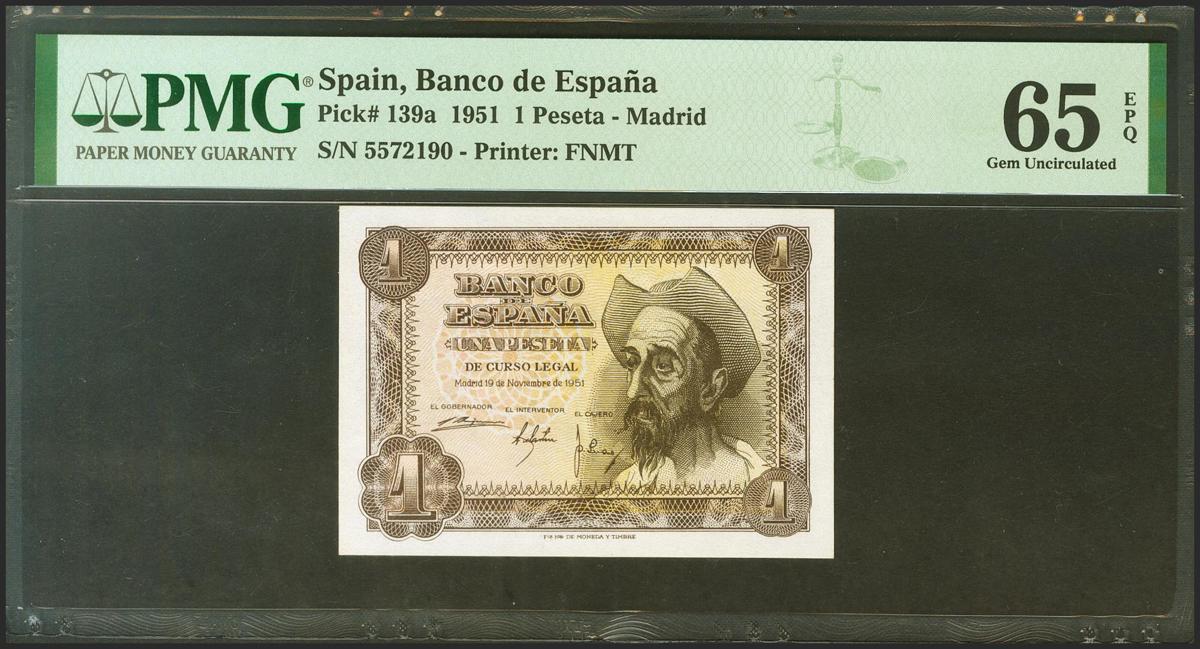 PMG®
PAPER MONEY GUARANTY
Spain, Banco de España
Pick# 139a 1951 1 Peseta - Madrid
S/N 5572190 - Printer: FNMT
65 EPQ
Gem Uncirculated
1 1
BANCO
DE
ESPAÑA
UNA PESETA
DE CURSO LEGAL
Madrid 19 de Noviembre de 1951
EL GOBERNADOR EL INTERVENTOR EL CAJERO
1 1
DE MONEDA Y TIMBRE